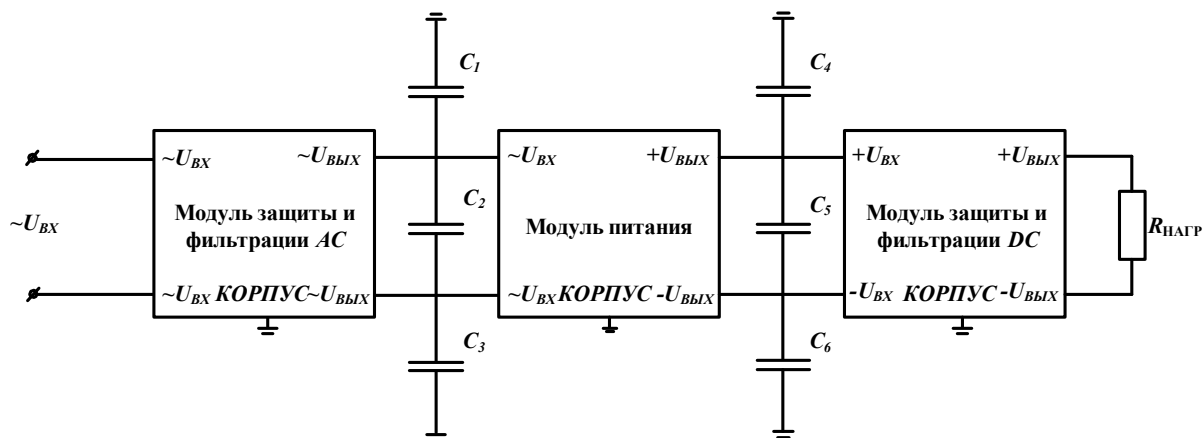 C1
C4
~UВХ
~UВЫХ
~UВХ
+UВЫХ
+UВХ
+UВЫХ
C2
C5
~UВХ
Модуль защиты и
фильтрации AC
Модуль питания
Модуль защиты и
фильтрации DC
RНАГР
~UВХ КОРПУС ~UВЫХ
~UВХ КОРПУС -UВЫХ
-UВХ КОРПУС -UВЫХ
C3
C6